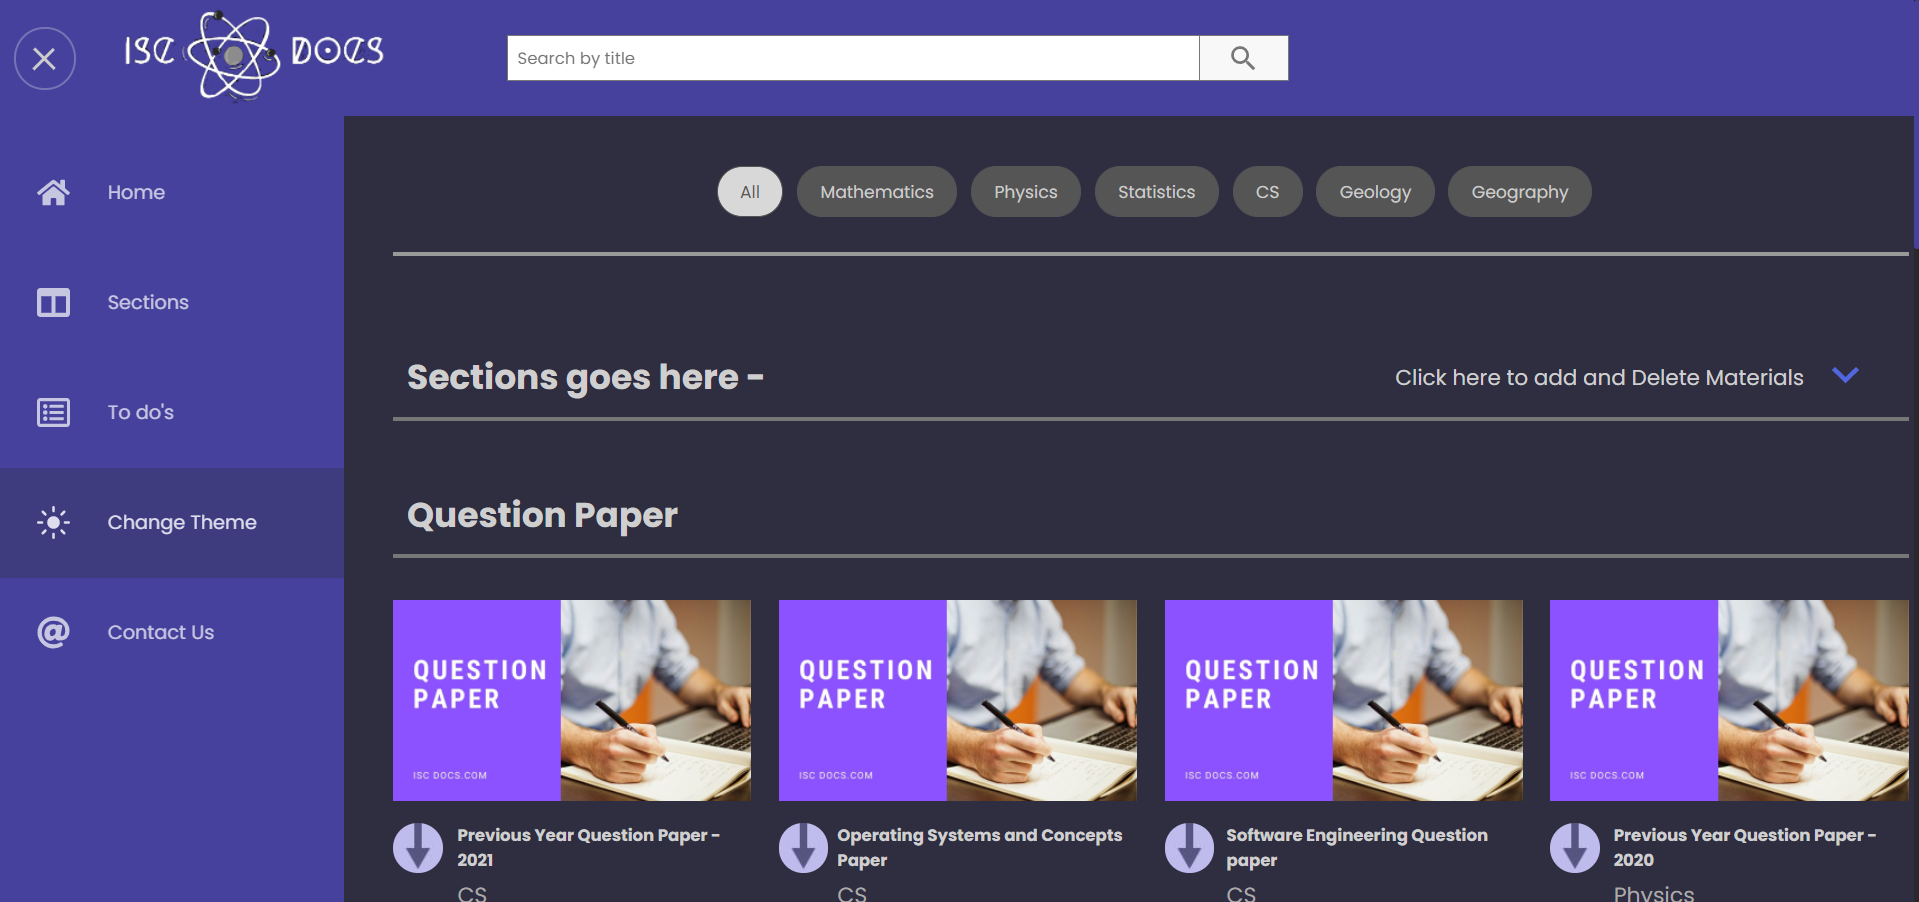 ISC DOCS
Search by title
Home
Sections
To do's
Change Theme
Contact Us
All Mathematics Physics Statistics CS Geology Geography
Sections goes here -
Click here to add and Delete Materials
Question Paper
QUESTION
PAPER
ISC DOCS.COM
QUESTION
PAPER
ISC DOCS.COM
QUESTION
PAPER
ISC DOCS.COM
QUESTION
PAPER
ISC DOCS.COM
Previous Year Question Paper -
2021
CS
Operating Systems and Concepts
Paper
CS
Software Engineering Question
paper
CS
Previous Year Question Paper -
2020
Physics